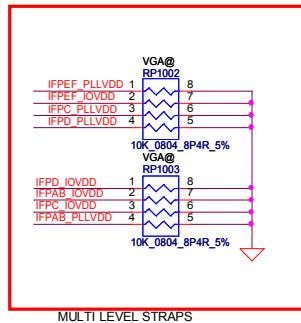 VGA@
RP1002
IFPEF_PLLVDD 1 8
IFPEF_IOVDD 2 7
IFPC_PLLVDD 3 6
IFPD_PLLVDD 4 5
10K_0804_8P4R_5%
VGA@
RP1003
IFPD_IOVDD 1 8
IFPAB_IOVDD 2 7
IFPC_IOVDD 3 6
IFPAB_PLLVDD 4 5
10K_0804_8P4R_5%
MULTI LEVEL STRAPS